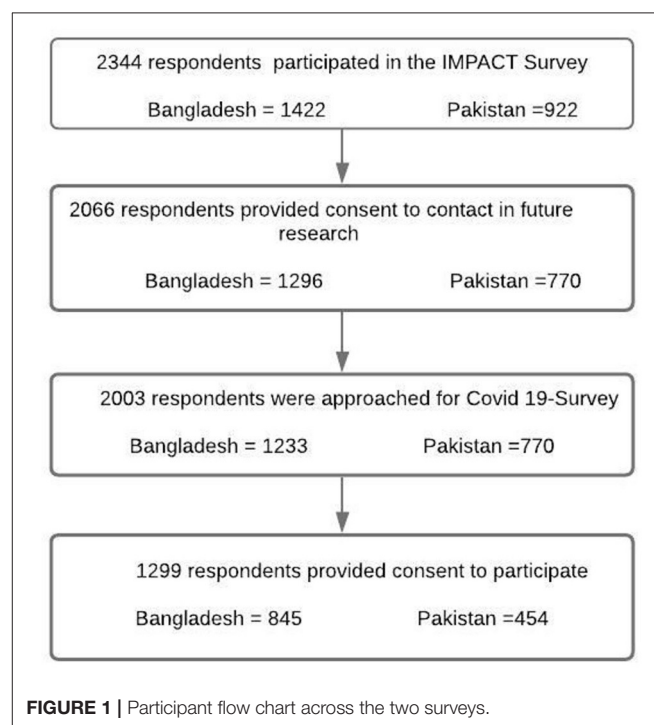 2344 respondents participated in the IMPACT Survey
Bangladesh = 1422 Pakistan =922
2066 respondents provided consent to contact in future
research
Bangladesh = 1296 Pakistan =770
2003 respondents were approached for Covid 19-Survey
Bangladesh = 1233 Pakistan =770
1299 respondents provided consent to participate
Bangladesh = 845 Pakistan =454
FIGURE 1 | Participant flow chart across the two surveys.